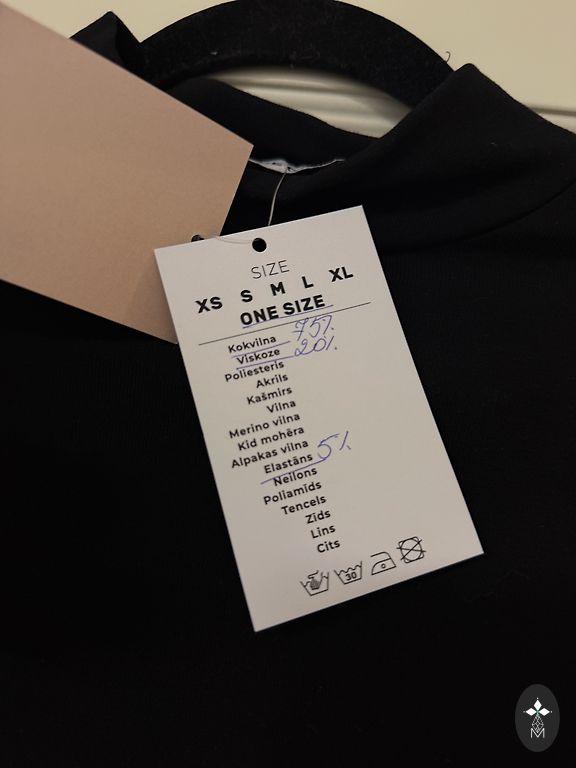 SIZE
XS S M L XL
ONE SIZE
Kokvilna 75%
Viskoze 20%
Poliesteris
Akrils
Kašmirs
Vilna
Merino vilna
Kid mohēra
Alpakas vilna
Elastāns 5%
Neilons
Poliamīds
Tencels
Zīds
Lins
Cits
30
M